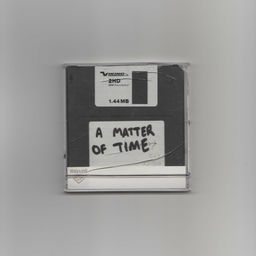 2HD
1.44MB
A MATTER
OF TIME